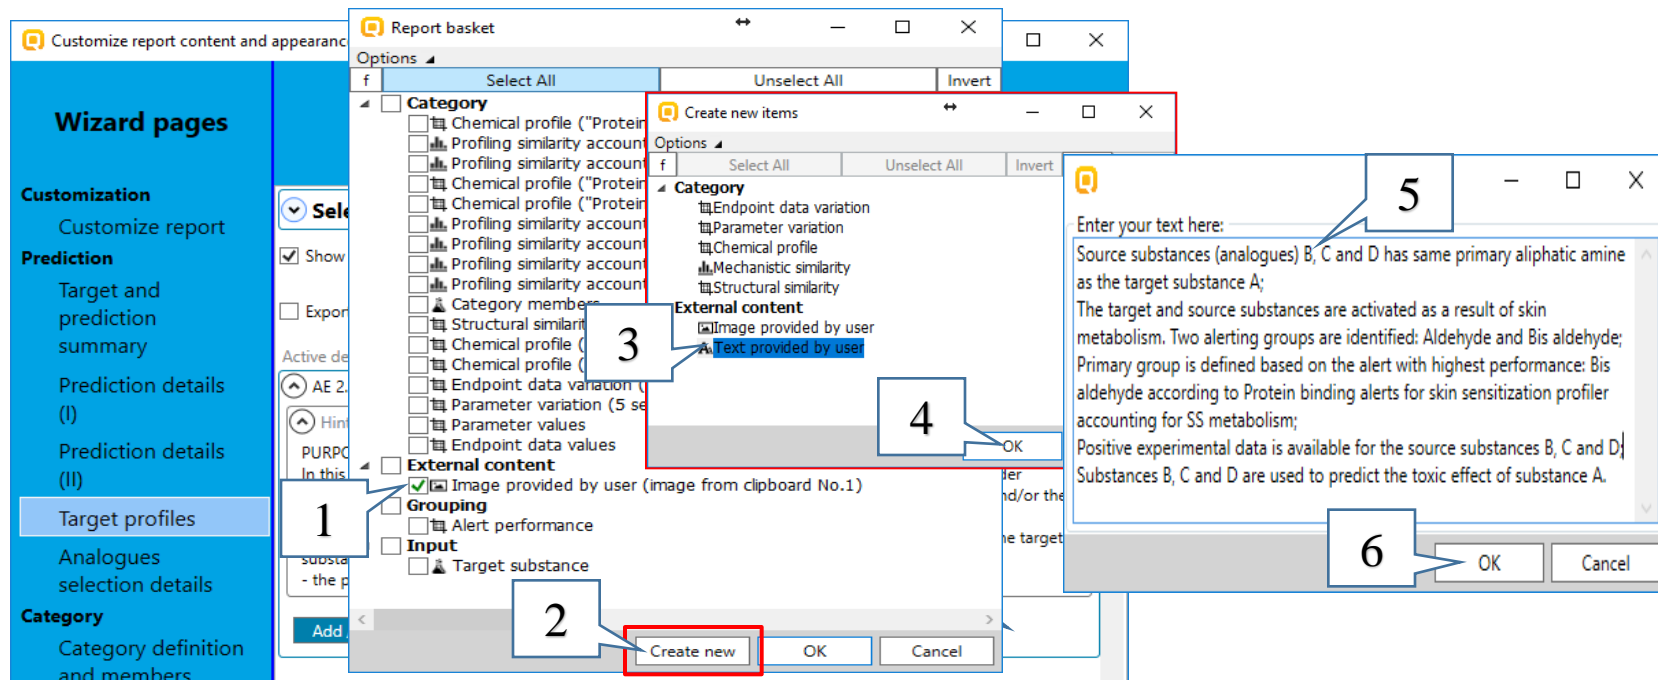 Customize report content and appearanc
Wizard pages
Customization
Customize report
Prediction
Target and
prediction
summary
Prediction details
(I)
Prediction details
(II)
Target profiles
Analogues
selection details
Category
Category definition
and members
Sele
Show
Expor
Active de
AE 2.
Hint
PURPO
In this
substa
- the p
Add
Report basket
Options
f Select All Unselect All Invert
Category
Chemical profile ("Protein
Profiling similarity account
Profiling similarity account
Chemical profile ("Protein
Chemical profile ("Protein
Profiling similarity account
Profiling similarity account
Profiling similarity account
Profiling similarity account
Category members
Structural similarit
Chemical profile (
Chemical profile (
Endpoint data variation (
Parameter variation (5 se
Parameter values
Endpoint data values
External content
Image provided by user (image from clipboard No.1)
Grouping
Alert performance
Input
Target substance
1
2
Create new OK Cancel
Create new items
Options
f Select All Unselect All Invert
Category
Endpoint data variation
Parameter variation
Chemical profile
Mechanistic similarity
Structural similarity
External content
Image provided by user
Text provided by user
3
4
OK
der
nd/or the
he target
5
Enter your text here:
Source substances (analogues) B, C and D has same primary aliphatic amine
as the target substance A;
The target and source substances are activated as a result of skin
metabolism. Two alerting groups are identified: Aldehyde and Bis aldehyde;
Primary group is defined based on the alert with highest performance: Bis
aldehyde according to Protein binding alerts for skin sensitization profiler
accounting for SS metabolism;
Positive experimental data is available for the source substances B, C and D;
Substances B, C and D are used to predict the toxic effect of substance A.
6
OK Cancel